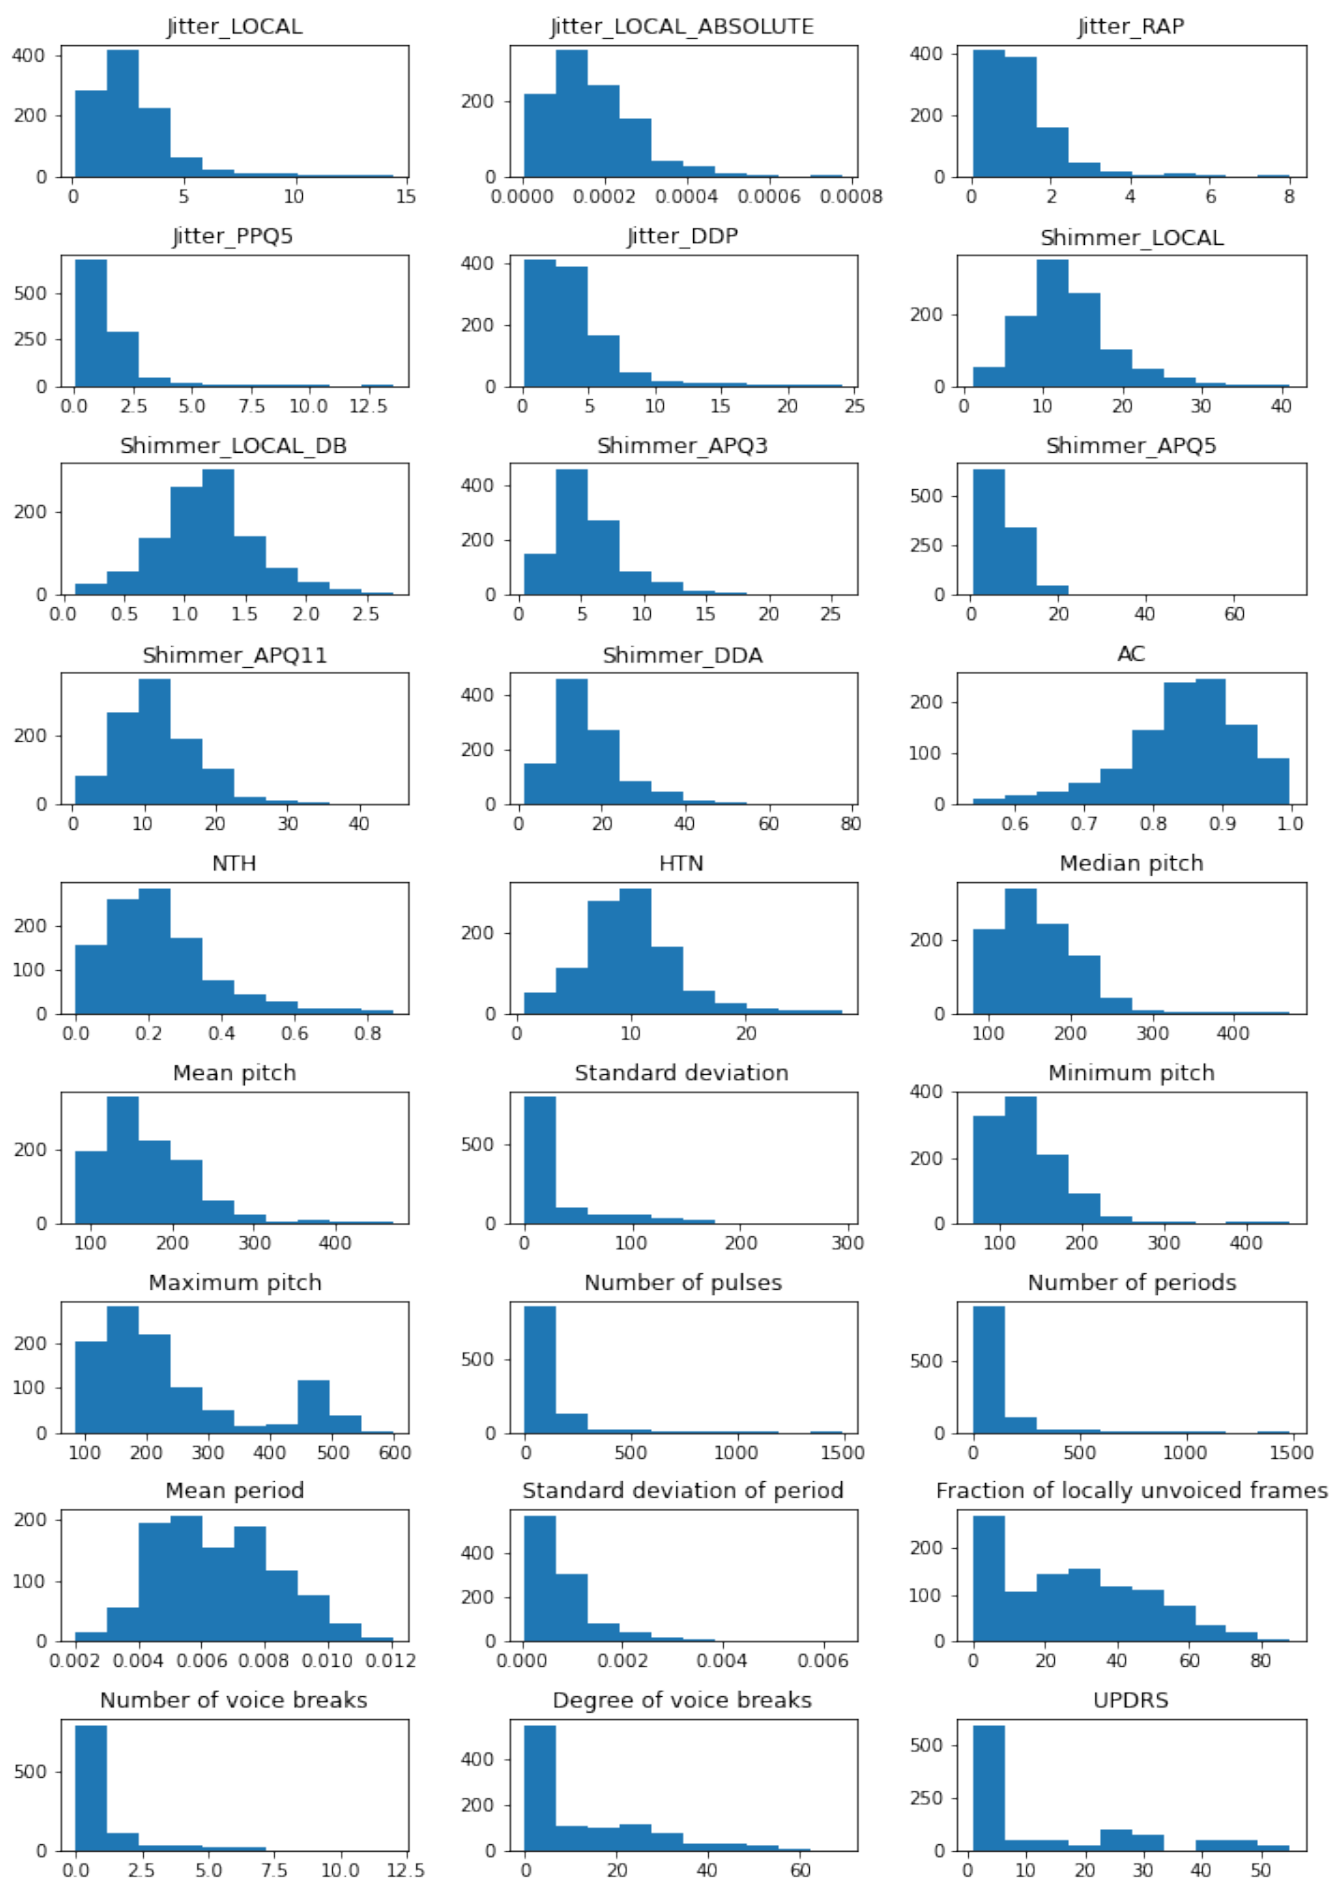 Jitter_LOCAL Jitter_LOCAL_ABSOLUTE Jitter_RAP
400 200 0
0 5 10 15
200 0
0.0000 0.0002 0.0004 0.0006 0.0008
400 200 0
0 2 4 6 8
Jitter_PPQ5 Jitter_DDP Shimmer_LOCAL
500 250 0
0.0 2.5 5.0 7.5 10.0 12.5
400 200 0
0 5 10 15 20 25
200 0
0 10 20 30 40
Shimmer_LOCAL_DB Shimmer_APQ3 Shimmer_APQ5
200 0
0.0 0.5 1.0 1.5 2.0 2.5
400 200 0
0 5 10 15 20 25
500 250 0
0 20 40 60
Shimmer_APQ11 Shimmer_DDA AC
200 0
0 10 20 30 40
400 200 0
0 20 40 60 80
200 100 0
0.6 0.7 0.8 0.9 1.0
NTH HTN Median pitch
200 100 0
0.0 0.2 0.4 0.6 0.8
200 0
0 10 20
200 0
100 200 300 400
Mean pitch Standard deviation Minimum pitch
200 0
100 200 300 400
500 0
0 100 200 300
400 200 0
100 200 300 400
Maximum pitch Number of pulses Number of periods
200 100 0
100 200 300 400 500 600
500 0
0 500 1000 1500
500 0
0 500 1000 1500
Mean period Standard deviation of period Fraction of locally unvoiced frames
200 100 0
0.002 0.004 0.006 0.008 0.010 0.012
400 200 0
0.000 0.002 0.004 0.006
200 100 0
0 20 40 60 80
Number of voice breaks Degree of voice breaks UPDRS
500 0
0.0 2.5 5.0 7.5 10.0 12.5
400 200 0
0 20 40 60
500 250 0
0 10 20 30 40 50